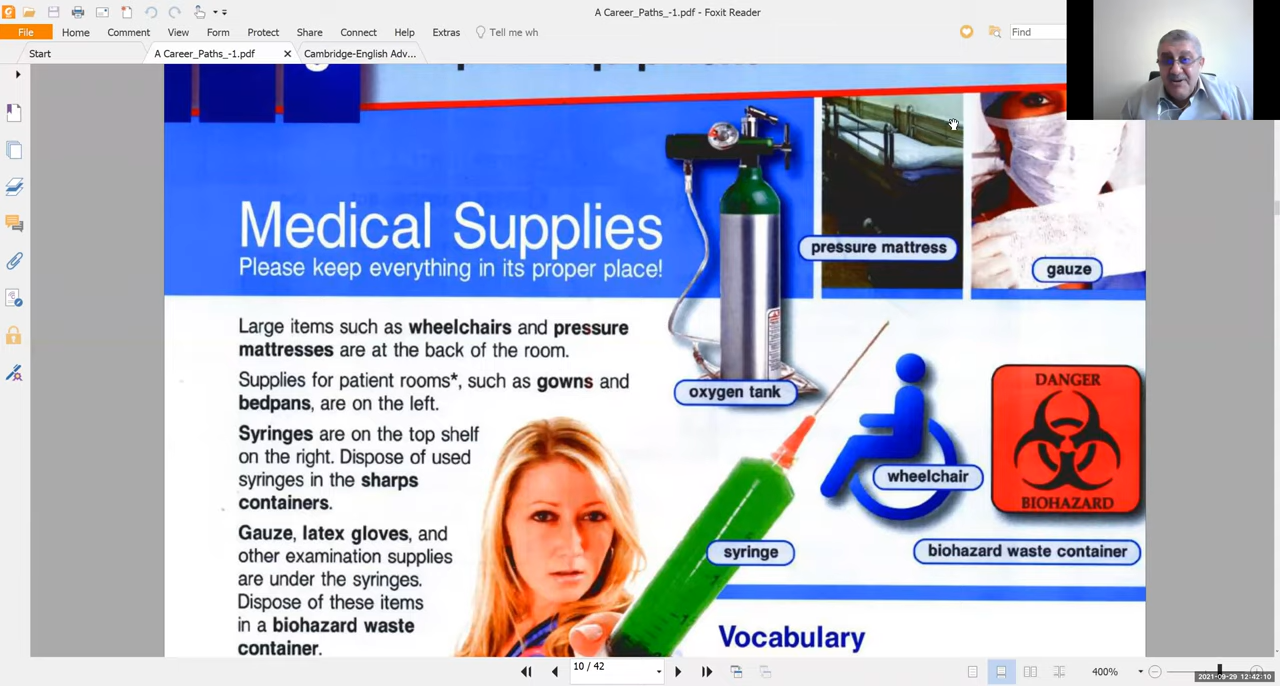 A Career_Paths_-1.pdf - Foxit Reader
File Home Comment View Form Protect Share Connect Help Extras Tell me wh Find
Start A Career_Paths_-1.pdf Cambridge-English Adv...
Medical Supplies
Please keep everything in its proper place!
pressure mattress
gauze
Large items such as wheelchairs and pressure
mattresses are at the back of the room.
Supplies for patient rooms*, such as gowns and
bedpans, are on the left.
oxygen tank
Syringes are on the top shelf
on the right. Dispose of used
syringes in the sharps
containers.
DANGER
BIOHAZARD
wheelchair
Gauze, latex gloves, and
other examination supplies
are under the syringes.
Dispose of these items
in a biohazard waste
container.
syringe
biohazard waste container
Vocabulary
10 / 42
400%
2021-09-29 12:42:10